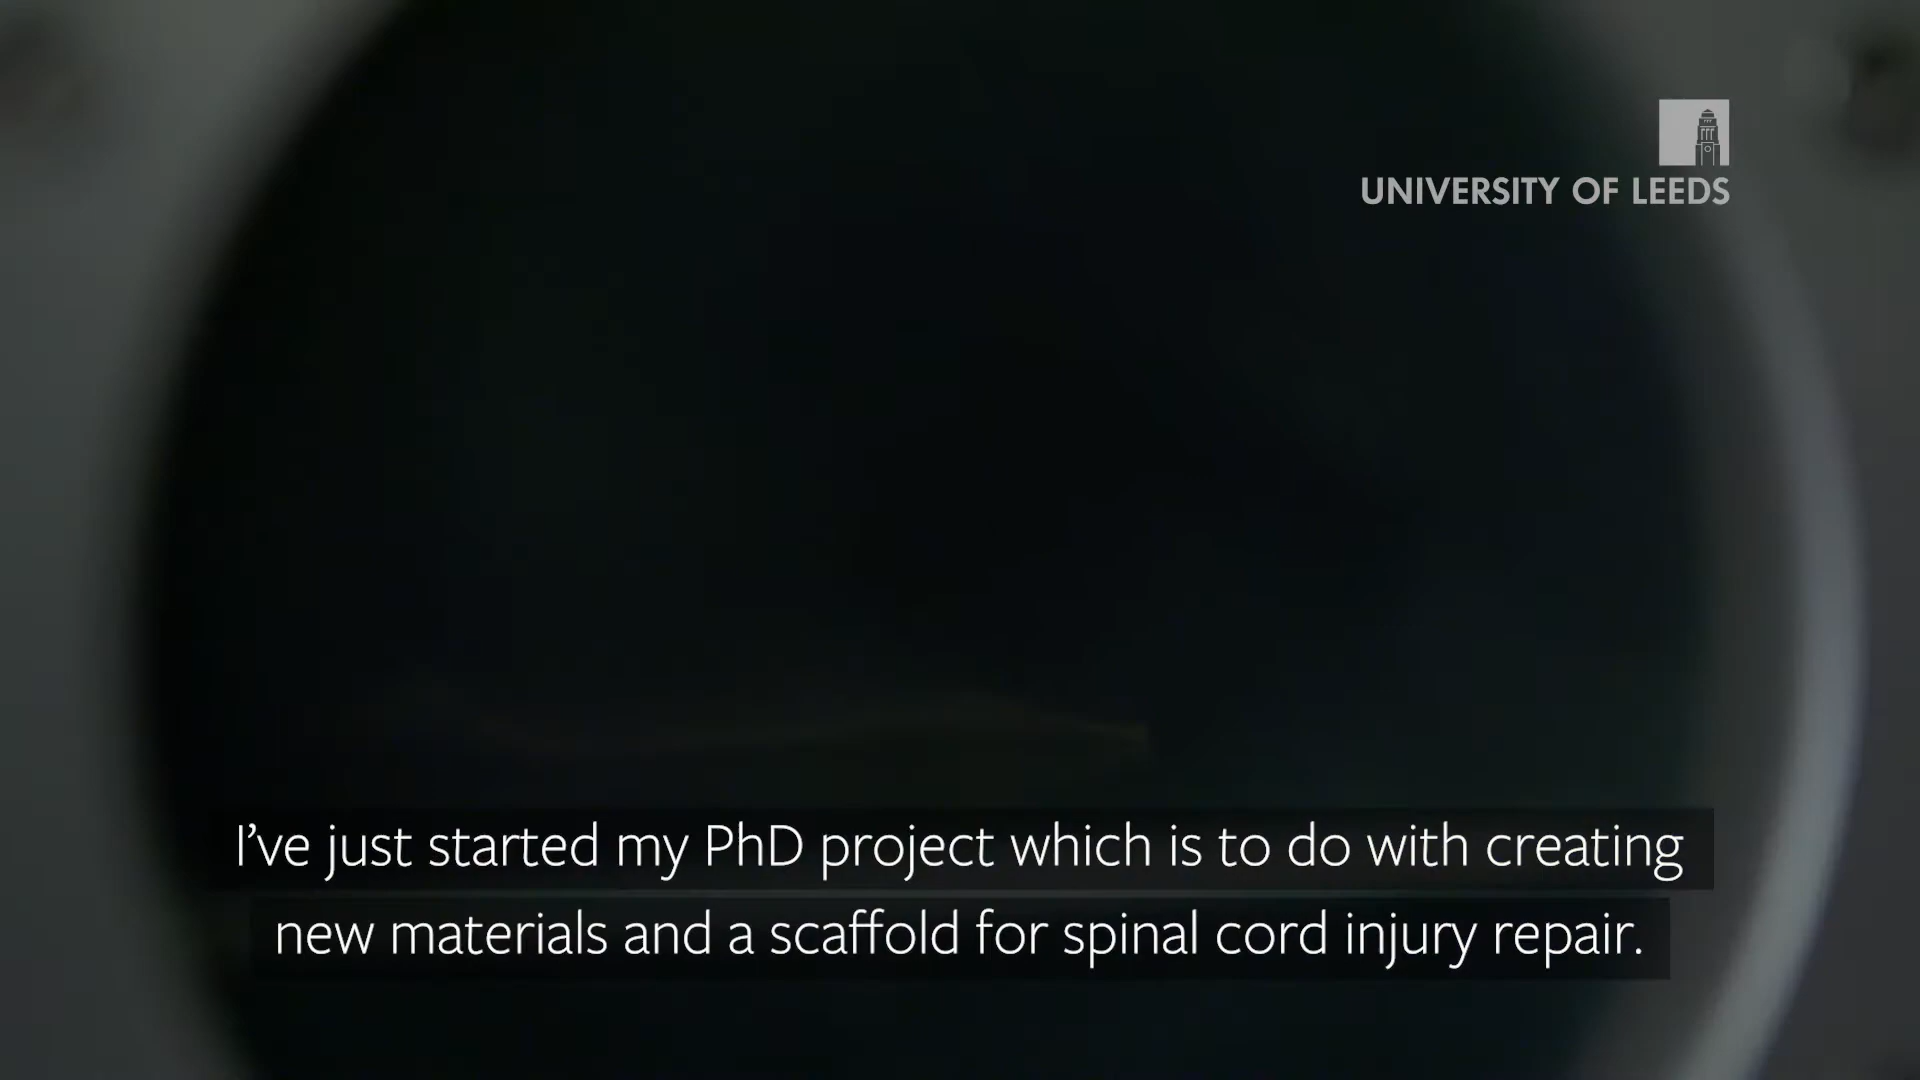 UNIVERSITY OF LEEDS
I’ve just started my PhD project which is to do with creating
new materials and a scaffold for spinal cord injury repair.